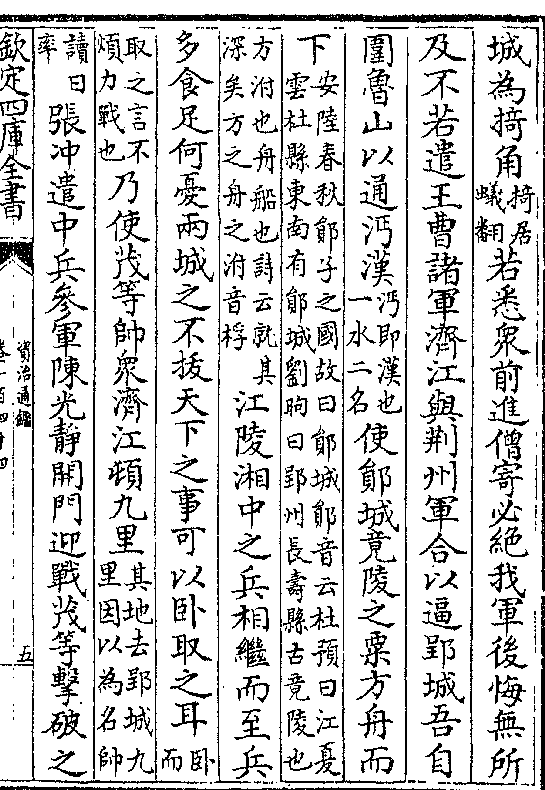 城為掎角掎居蟻翻若悉衆前進僧寄必絶我軍後悔無所
及不若遣王曹諸軍濟江與荆州軍合以逼郢城吾自
圍魯山以通沔漢沔即漢也一水二名使鄖城竟陵之粟方舟而
下安陸春秋鄖子之國故曰鄖城鄖音云杜預曰江夏雲杜縣東南有鄖城劉昫曰郢州長壽縣古竟陵也
方泭也舟船也詩云就其深矣方之舟之泭音桴江陵湘中之兵相繼而至兵
多食足何憂兩城之不拔天下之事可以卧取之耳卧而
取之言不煩力戰也乃使茂等帥衆濟江頓九里其地去郢城九里因以為名帥
讀曰率張冲遣中兵參軍陳光靜開門迎戰茂等擊破之
欽定四庫全書
資治通鑑
卷一百四十四
五